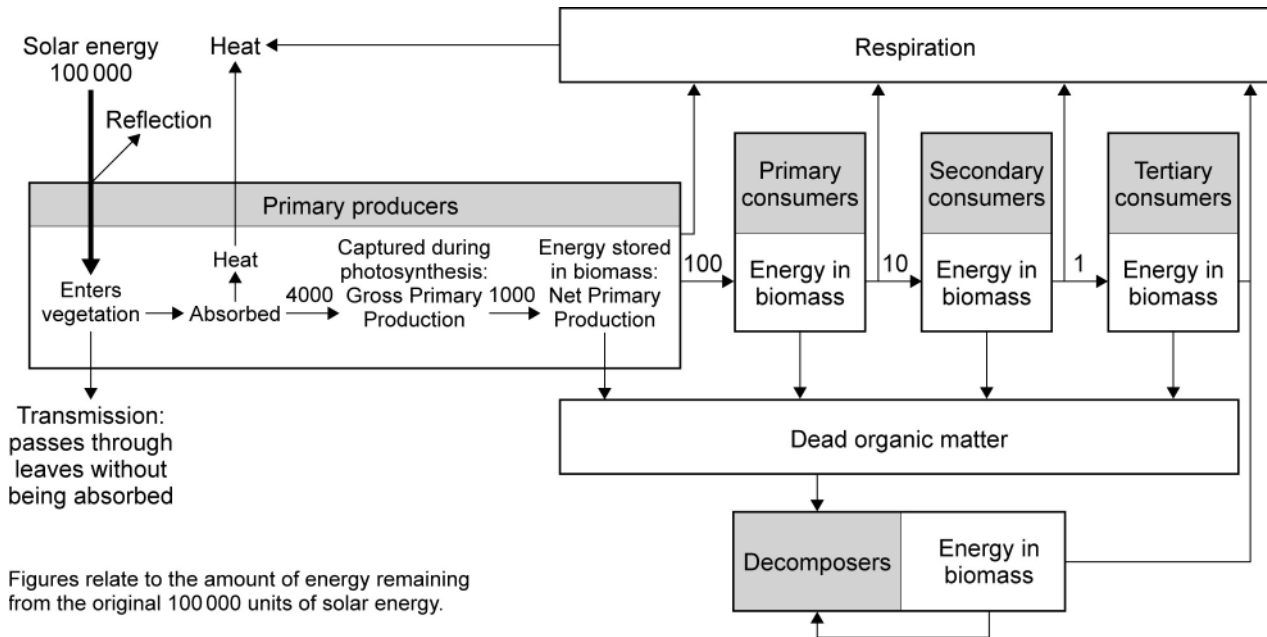 Solar energy
100 000
Heat
Respiration
Reflection
Primary producers
Enters
vegetation
Heat
Absorbed
4000
Captured during
photosynthesis:
Gross Primary
Production
1000
Energy stored
in biomass:
Net Primary
Production
100
Primary
consumers
Energy in
biomass
10
Secondary
consumers
Energy in
biomass
1
Tertiary
consumers
Energy in
biomass
Transmission:
passes through
leaves without
being absorbed
Dead organic matter
Decomposers
Energy in
biomass
Figures relate to the amount of energy remaining
from the original 100 000 units of solar energy.